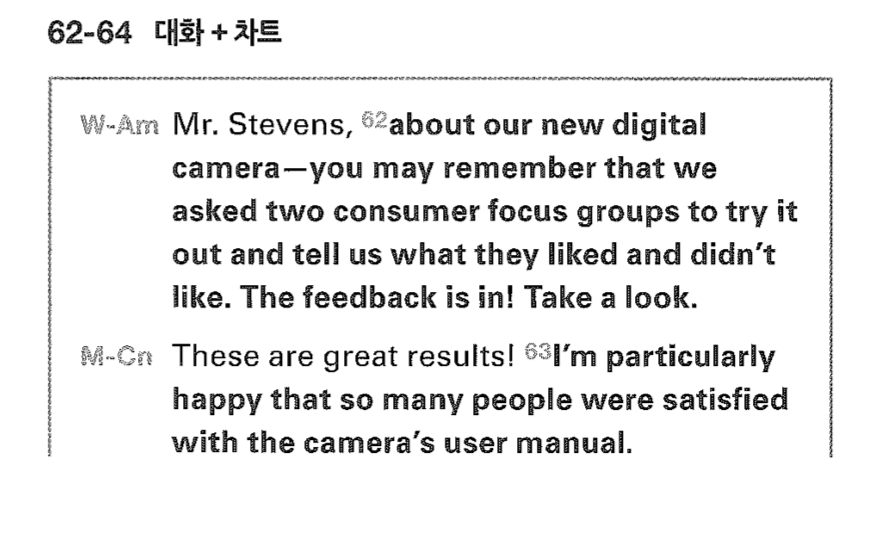 62-64 대화 + 차트
W-Am Mr. Stevens, 62about our new digital
camera—you may remember that we
asked two consumer focus groups to try it
out and tell us what they liked and didn't
like. The feedback is in! Take a look.
M-Cn These are great results! 63I'm particularly
happy that so many people were satisfied
with the camera's user manual.